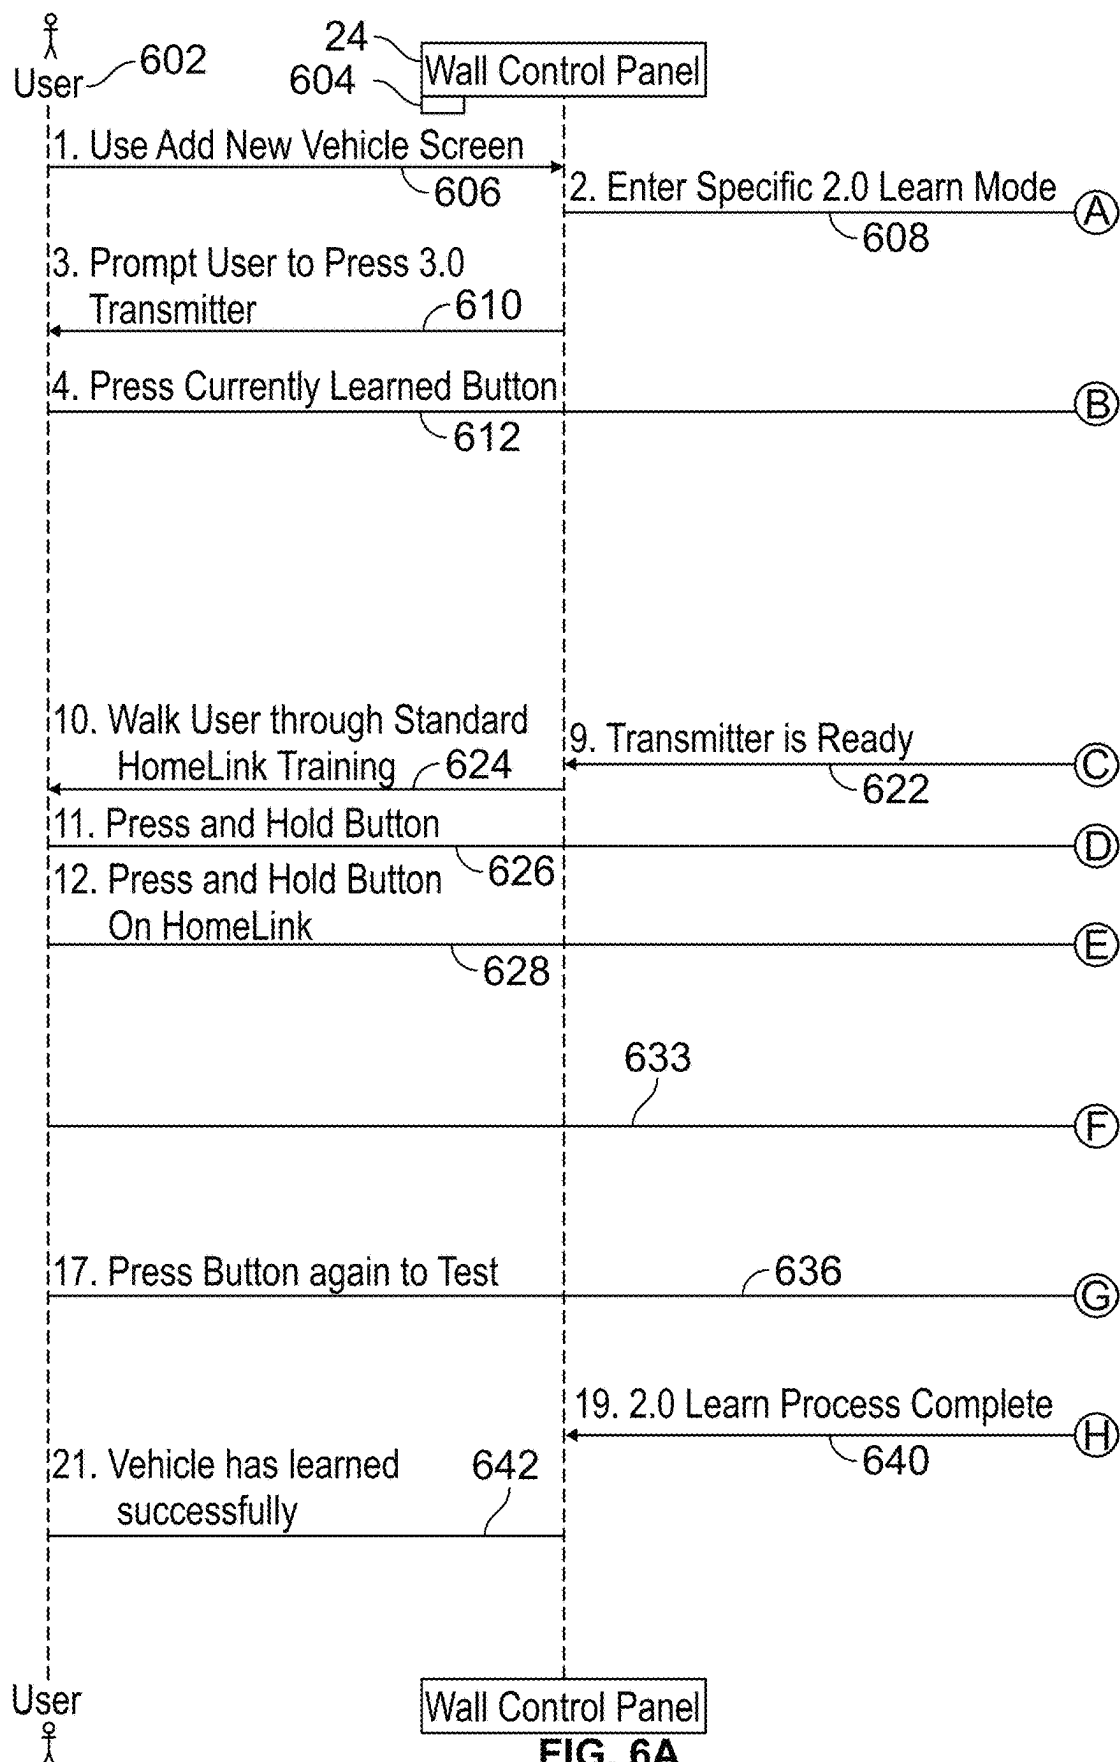 24
Wall Control Panel
User
602
604
1. Use Add New Vehicle Screen
606
2. Enter Specific 2.0 Learn Mode
A
608
3. Prompt User to Press 3.0
Transmitter
610
4. Press Currently Learned Button
B
612
10. Walk User through Standard
HomeLink Training
624
9. Transmitter is Ready
C
622
11. Press and Hold Button
D
626
12. Press and Hold Button
On HomeLink
E
628
633
F
17. Press Button again to Test
636
G
19. 2.0 Learn Process Complete
H
640
21. Vehicle has learned
successfully
642
User
Wall Control Panel
FIG. 6A